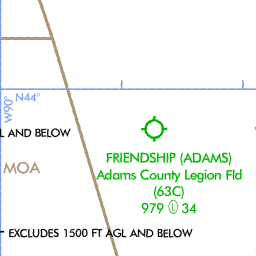 N44°
W90°
L AND BELOW
MOA
FRIENDSHIP (ADAMS)
Adams County Legion Fld
(63C)
979 Ⓛ 34
EXCLUDES 1500 FT AGL AND BELOW